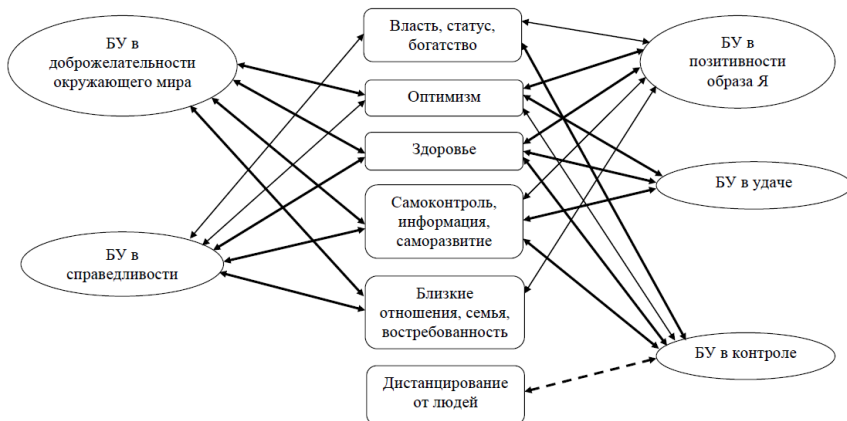 БУ в
доброжелательности
окружающего мира
БУ в
справедливости
Власть, статус,
богатство
Оптимизм
Здоровье
Самоконтроль,
информация,
саморазвитие
Близкие
отношения, семья,
востребованность
Дистанцирование
от людей
БУ в
позитивности
образа Я
БУ в удаче
БУ в контроле